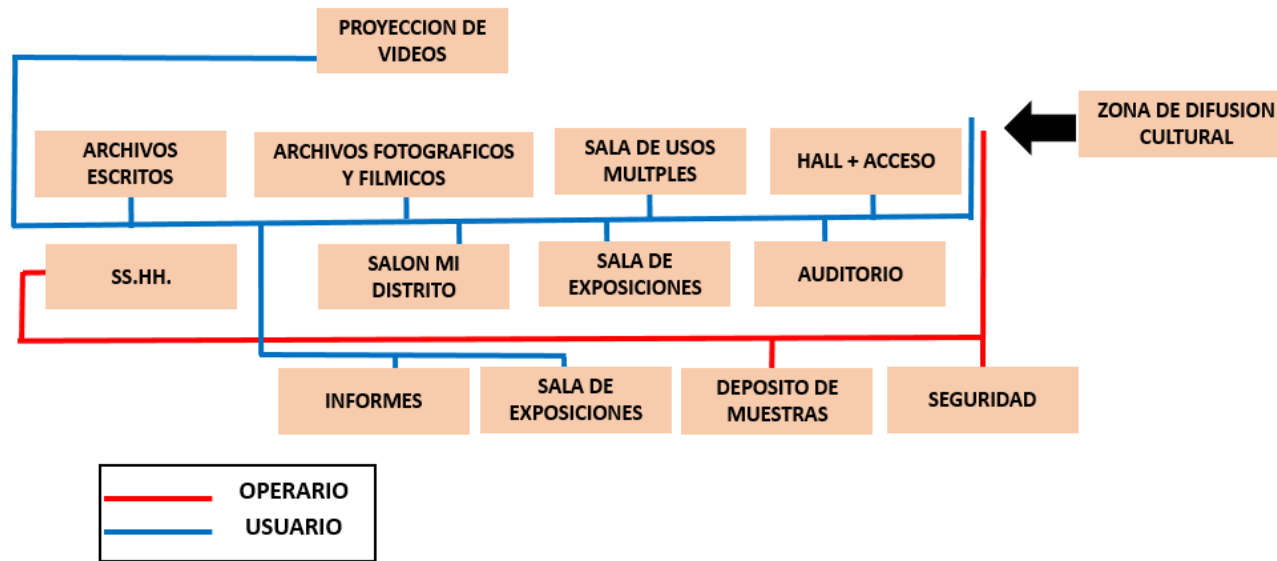 PROYECCION DE
VIDEOS
ZONA DE DIFUSION
CULTURAL
ARCHIVOS
ESCRITOS
ARCHIVOS FOTOGRAFICOS
Y FILMICOS
SALA DE USOS
MULTPLES
HALL + ACCESO
SS.HH.
SALON MI
DISTRITO
SALA DE
EXPOSICIONES
AUDITORIO
INFORMES
SALA DE
EXPOSICIONES
DEPOSITO DE
MUESTRAS
SEGURIDAD
OPERARIO
USUARIO